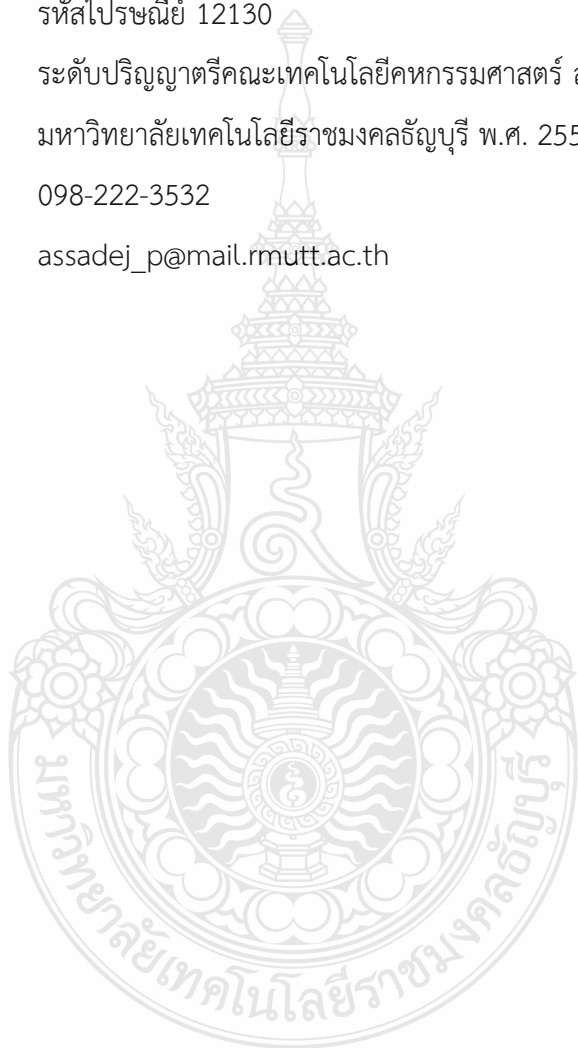 รหัสไปรษณีย์ 12130
ระดับปริญญาตรีคณะเทคโนโลยีคหกรรมศาสตร์
มหาวิทยาลัยเทคโนโลยีราชมงคลธัญบุรี พ.ศ. 255
098-222-3532
assadej_p@mail.rmutt.ac.th
มหาวิทยาลัยเทคโนโลยีราชมงคลธัญบุรี